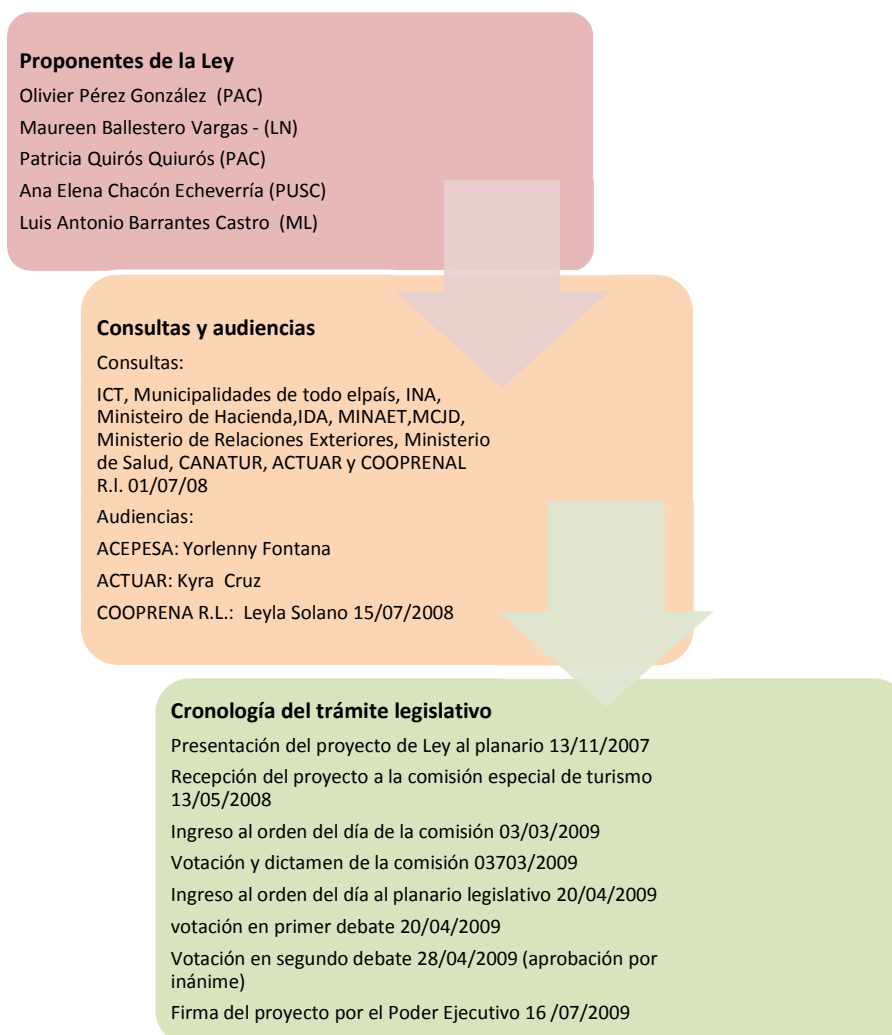 Proponentes de la Ley
Olivier Pérez González  (PAC)
Maureen Ballestero Vargas - (LN)
Patricia Quirós Quiurós (PAC)
Ana Elena Chacón Echeverría (PUSC)
Luis Antonio Barrantes Castro  (ML)
Consultas y audiencias
Consultas:
ICT, Municipalidades de todo elpaís, INA,
Ministeiro de Hacienda,IDA, MINAET,MCJD,
Ministerio de Relaciones Exteriores, Ministerio
de Salud, CANATUR, ACTUAR y COOPRENAL
R.l. 01/07/08
Audiencias:
ACEPESA: Yorlenny Fontana
ACTUAR: Kyra  Cruz
COOPRENA R.L.:  Leyla Solano 15/07/2008
Cronología del trámite legislativo
Presentación del proyecto de Ley al planario 13/11/2007
Recepción del proyecto a la comisión especial de turismo
13/05/2008
Ingreso al orden del día de la comisión 03/03/2009
Votación y dictamen de la comisión 03703/2009
Ingreso al orden del día al planario legislativo 20/04/2009
votación en primer debate 20/04/2009
Votación en segundo debate 28/04/2009 (aprobación por
inánime)
Firma del proyecto por el Poder Ejecutivo 16 /07/2009